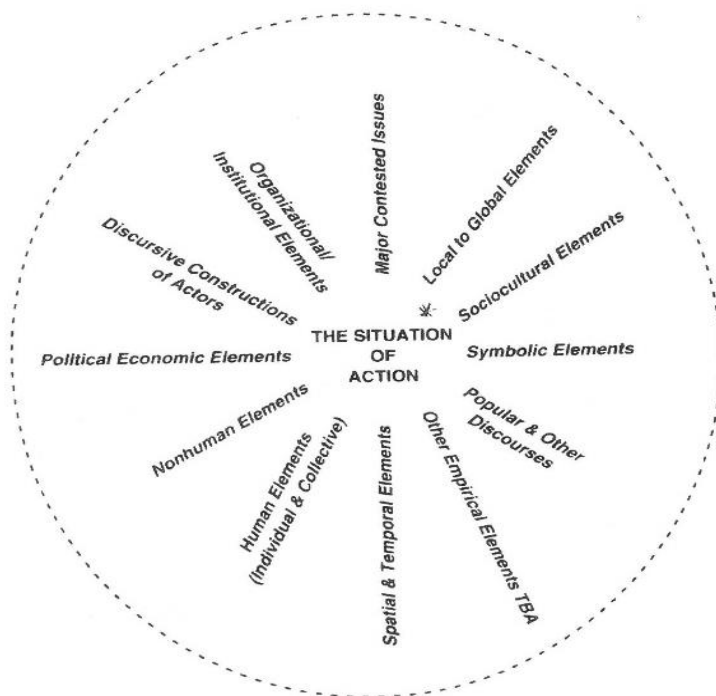 Major Contested Issues
Local to Global Elements
Sociocultural Elements
Symbolic Elements
Popular & Other
Discourses
Other Empirical Elements TBA
Spatial & Temporal Elements
Human Elements
(Individual & Collective)
Nonhuman Elements
Political Economic Elements
Discursive Constructions
of Actors
Organizational/
Institutional Elements
THE SITUATION
OF
ACTION